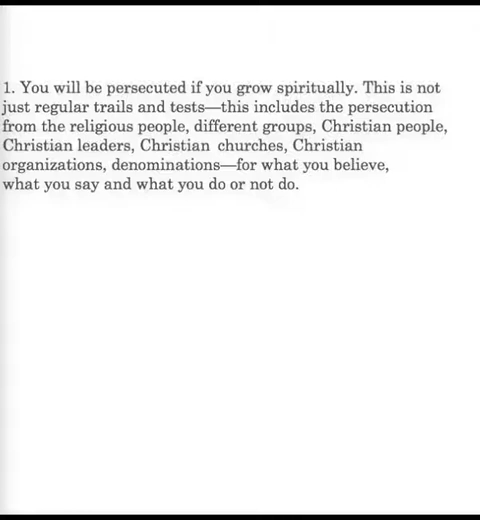 1. You will be persecuted if you grow spiritually. This is not
just regular trails and tests—this includes the persecution
from the religious people, different groups, Christian people,
Christian leaders, Christian churches, Christian
organizations, denominations—for what you believe,
what you say and what you do or not do.